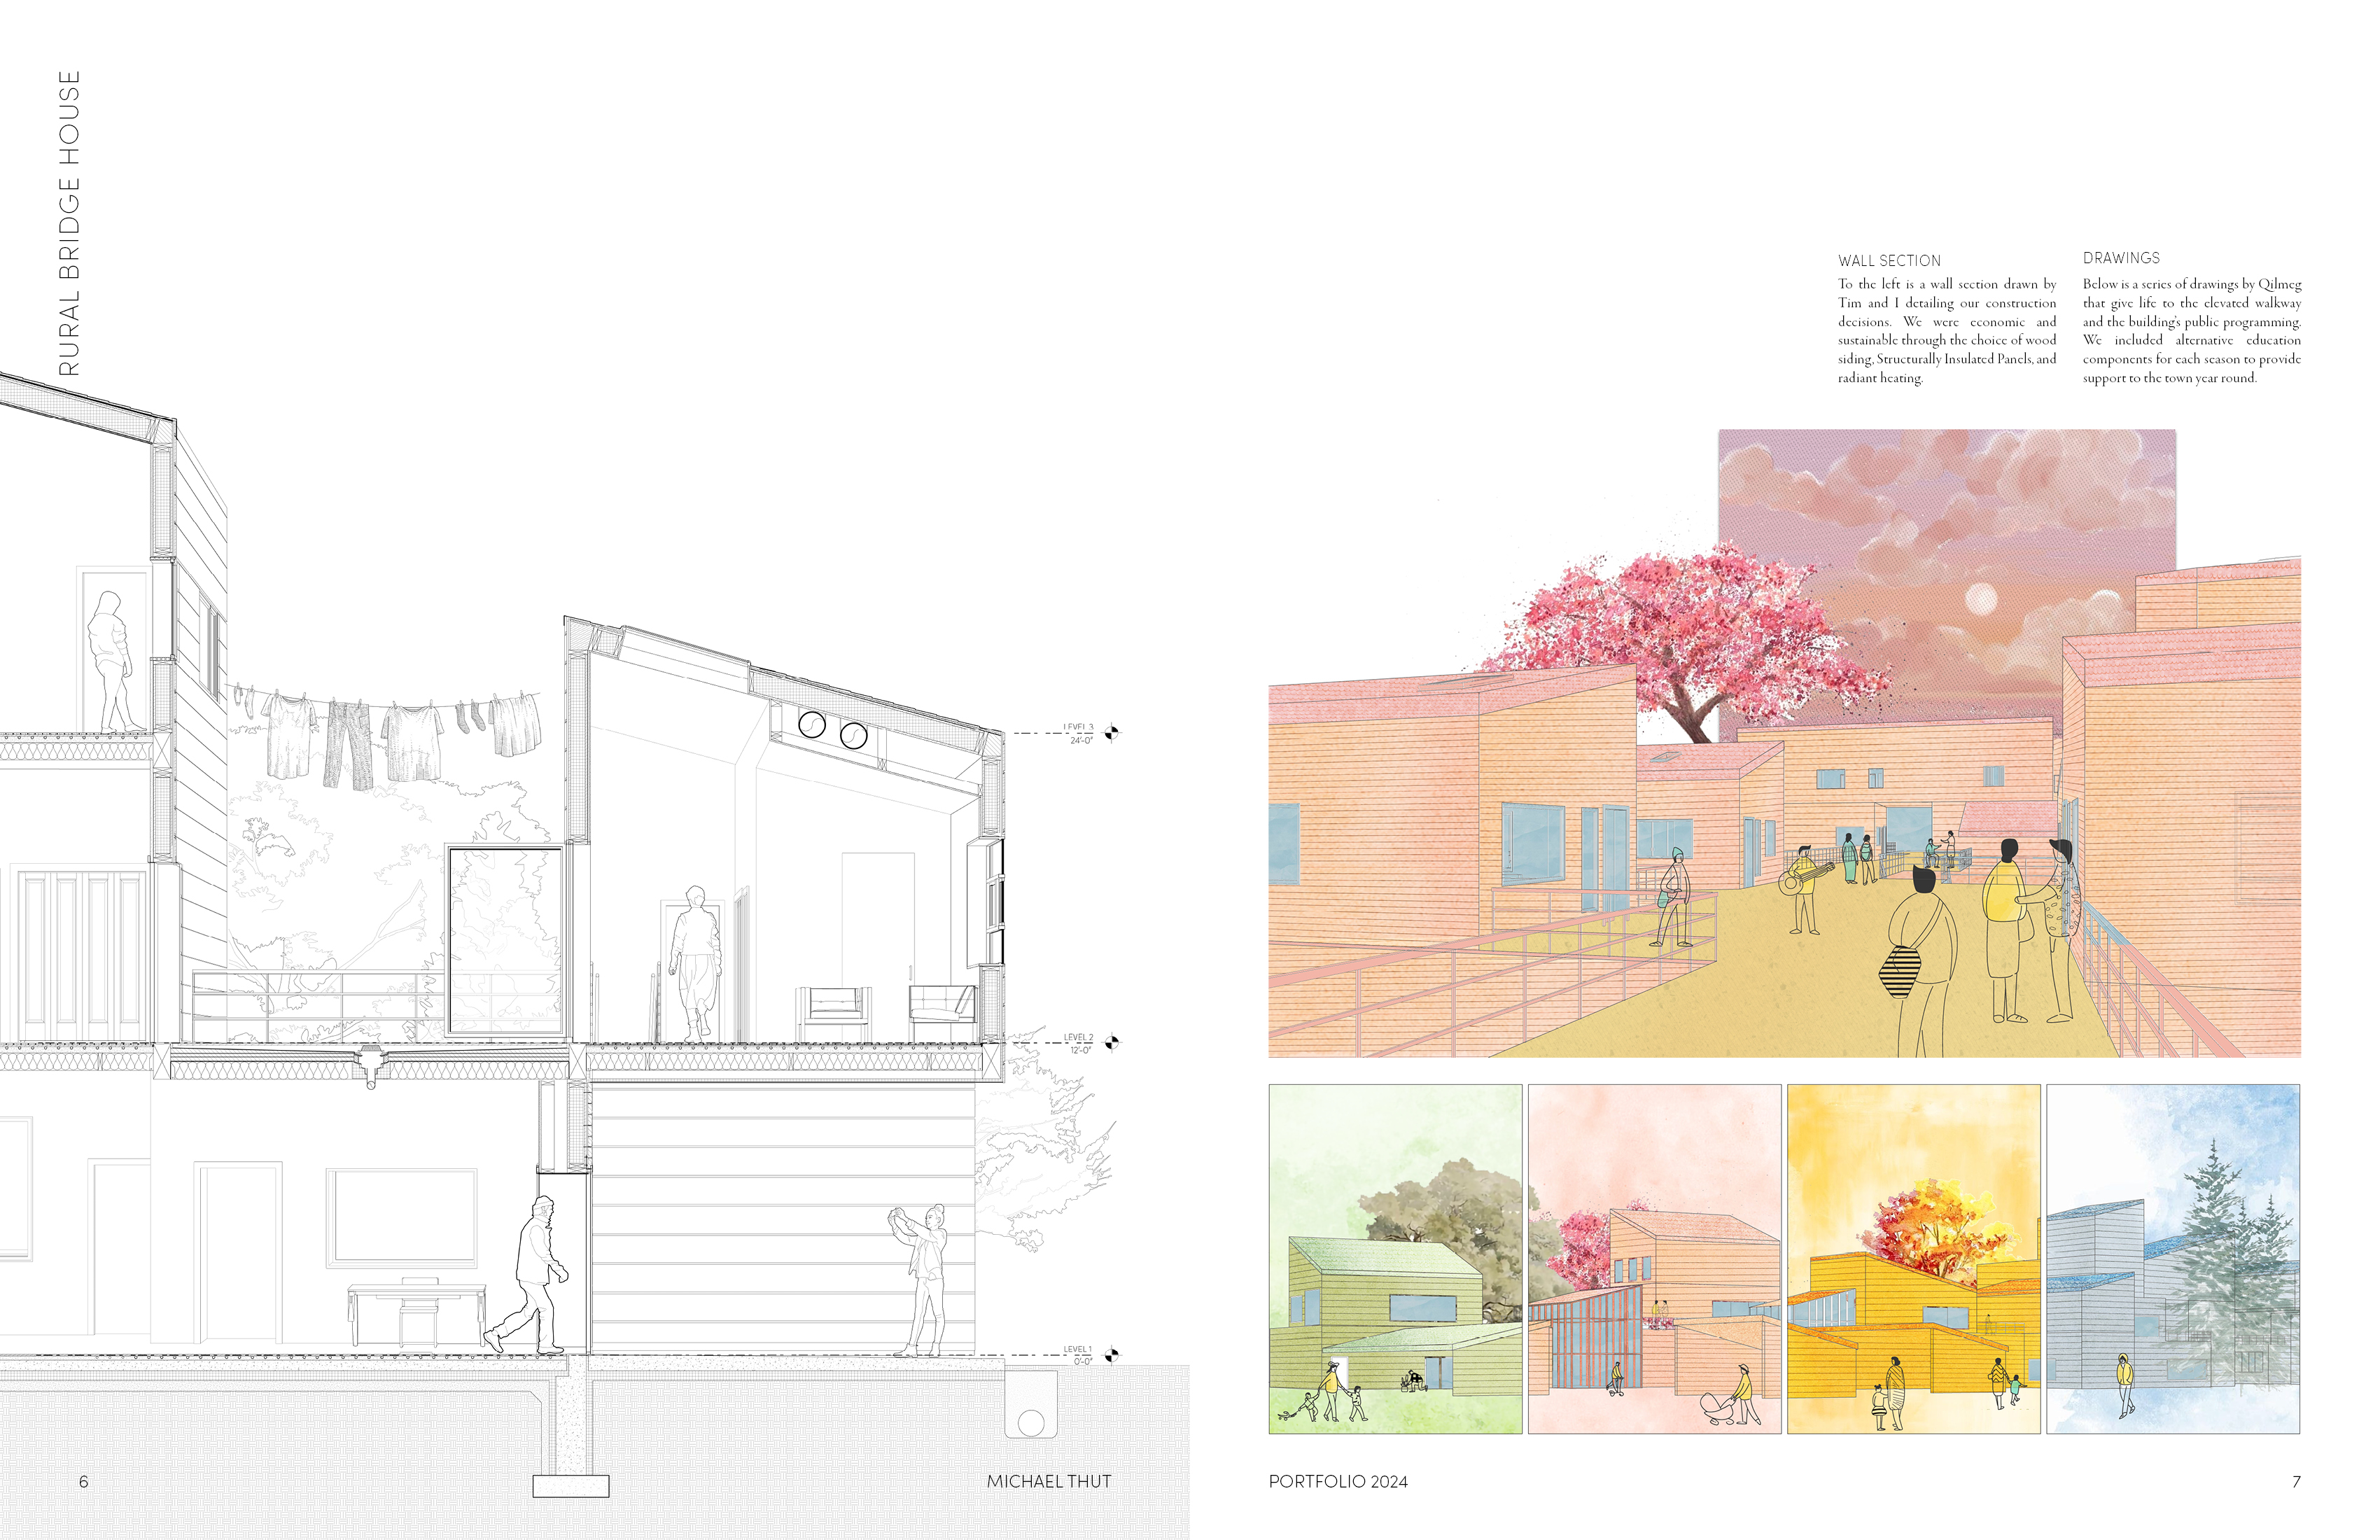 RURAL BRIDGE HOUSE
LEVEL 3
24'-0"
LEVEL 2
12'-0"
LEVEL 1
0'-0"
6
MICHAEL THUT
WALL SECTION
To the left is a wall section drawn by
Tim and I detailing our construction
decisions. We were economic and
sustainable through the choice of wood
siding, Structurally Insulated Panels, and
radiant heating.
DRAWINGS
Below is a series of drawings by Qilmeg
that give life to the elevated walkway
and the building's public programming.
We included alternative education
components for each season to provide
support to the town year round.
PORTFOLIO 2024
7